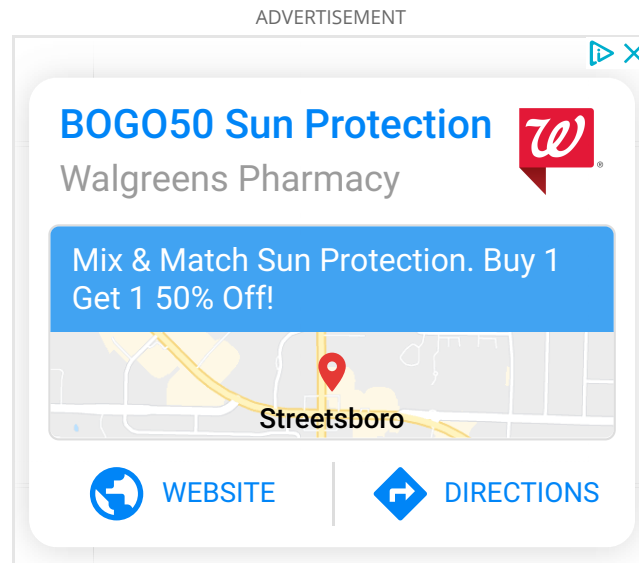 ADVERTISEMENT
BOGO50 Sun Protection
Walgreens Pharmacy
W
®
Mix & Match Sun Protection. Buy 1
Get 1 50% Off!
Streetsboro
WEBSITE
DIRECTIONS